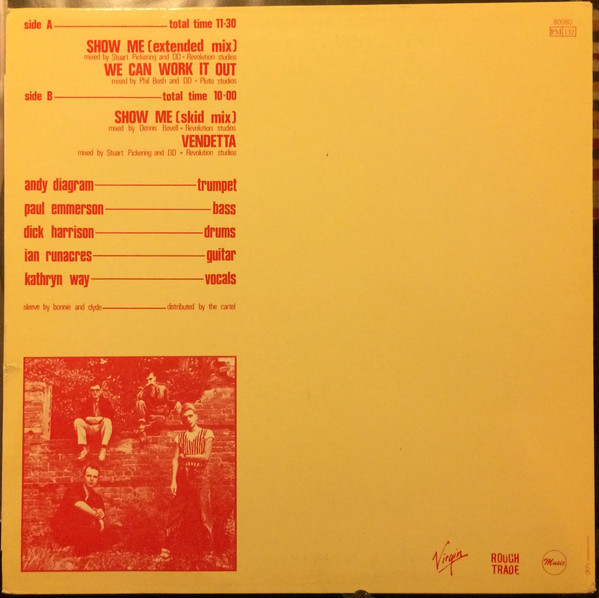 side A total time 11·30
SHOW ME (extended mix)
mixed by Stuart Pickering and DD • Revolution studios
WE CAN WORK IT OUT
mixed by Phil Bush and DD • Pluto studios
side B total time 10·00
SHOW ME (skid mix)
mixed by Dennis Bovell • Revolution studios
VENDETTA
mixed by Stuart Pickering and DD • Revolution studios
andy diagram trumpet
paul emmerson bass
dick harrison drums
ian runacres guitar
kathryn way vocals
sleeve by bonnie and clyde distributed by the cartel
80980
PM 132
Virgin
ROUGH
TRADE
Music